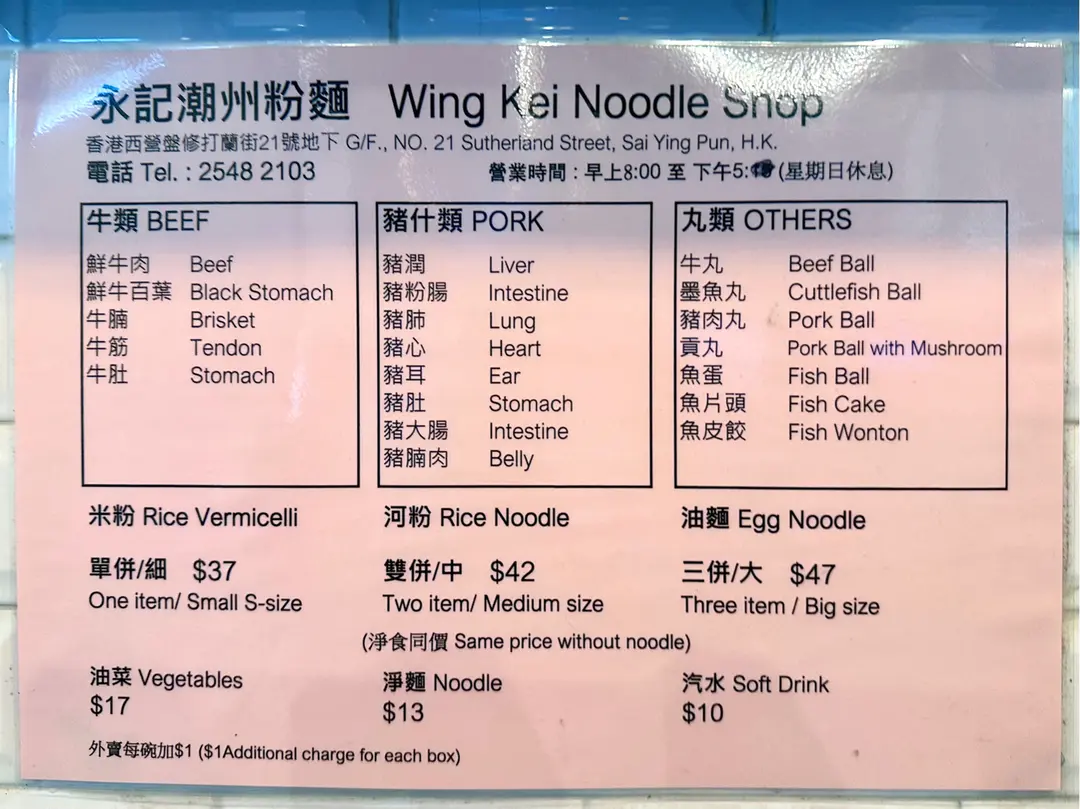 永記潮州粉麵 Wing Kei Noodle Shop
香港西營盤修打蘭街21號地下 G/F., NO. 21 Sutherland Street, Sai Ying Pun, H.K.
電話 Tel. : 2548 2103
營業時間 : 早上8:00 至 下午5: (星期日休息)
牛類 BEEF
鮮牛肉 Beef
鮮牛百葉 Black Stomach
牛腩 Brisket
牛筋 Tendon
牛肚 Stomach
豬什類 PORK
豬潤 Liver
豬粉腸 Intestine
豬肺 Lung
豬心 Heart
豬耳 Ear
豬肚 Stomach
豬大腸 Intestine
豬腩肉 Belly
丸類 OTHERS
牛丸 Beef Ball
墨魚丸 Cuttlefish Ball
豬肉丸 Pork Ball
貢丸 Pork Ball with Mushroom
魚蛋 Fish Ball
魚片頭 Fish Cake
魚皮餃 Fish Wonton
米粉 Rice Vermicelli
河粉 Rice Noodle
油麵 Egg Noodle
單併/細 $37
One item/ Small S-size
雙併/中 $42
Two item/ Medium size
三併/大 $47
Three item / Big size
(淨食同價 Same price without noodle)
油菜 Vegetables
$17
淨麵 Noodle
$13
汽水 Soft Drink
$10
外賣每碗加$1 ($1Additional charge for each box)